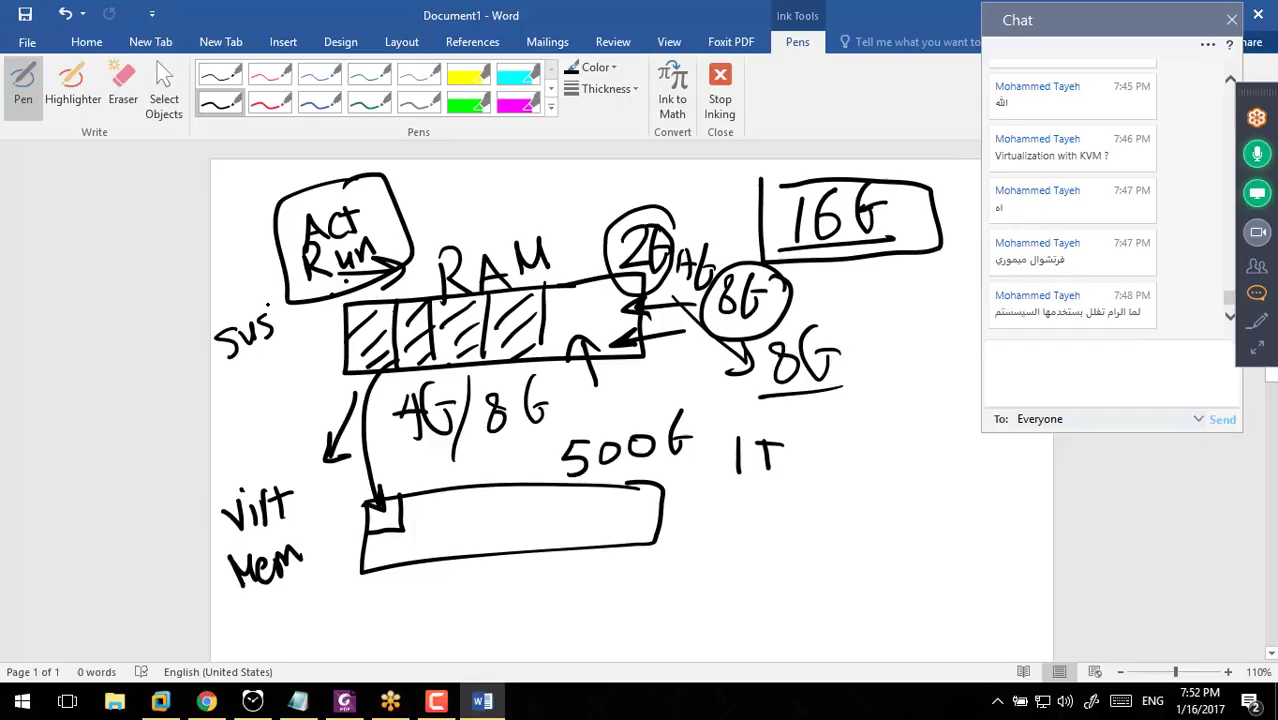 Document1 - Word
Ink Tools
Chat
File
Home
New Tab
New Tab
Insert
Design
Layout
References
Mailings
Review
View
Foxit PDF
Pens
Tell me what you want to
Pen
Highlighter
Eraser
Select Objects
Color
Thickness
Ink to Math
Stop Inking
Write
Pens
Convert
Close
Mohammed Tayeh 7:45 PM
الله
Mohammed Tayeh 7:46 PM
Virtualization with KVM ?
Mohammed Tayeh 7:47 PM
اه
Mohammed Tayeh 7:47 PM
فرتشوال ميموري
Mohammed Tayeh 7:48 PM
لما الرام تفلل بستخدمها السيستم
To: Everyone
Send
Act
Run
RAM
2G
4G
8G
16G
sus
8G
4G/8G
500G
1T
Virt
Mem
Page 1 of 1
0 words
English (United States)
110%
ENG
7:52 PM
1/16/2017
2